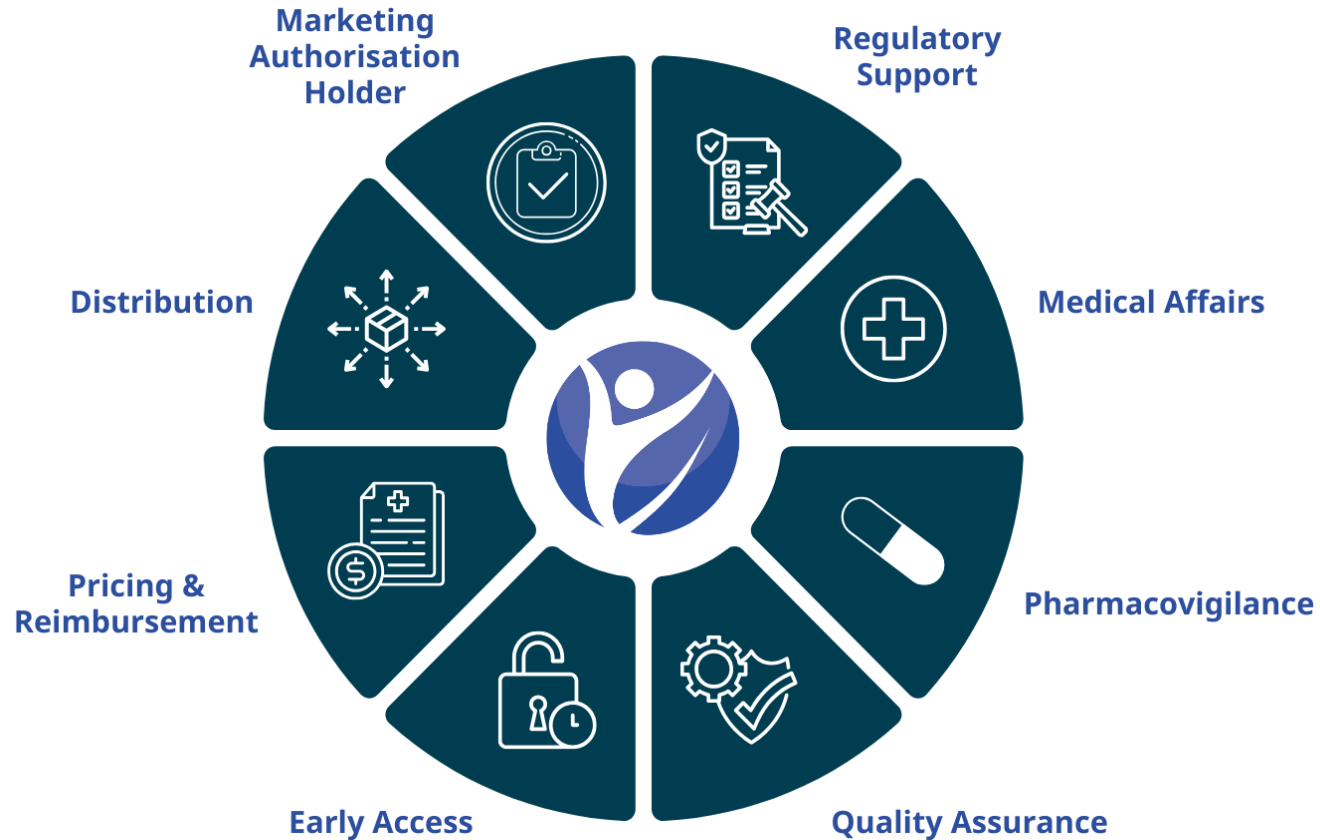 Marketing
Authorisation
Holder
Regulatory
Support
Distribution
Medical Affairs
Pricing &
Reimbursement
Pharmacovigilance
Early Access
Quality Assurance